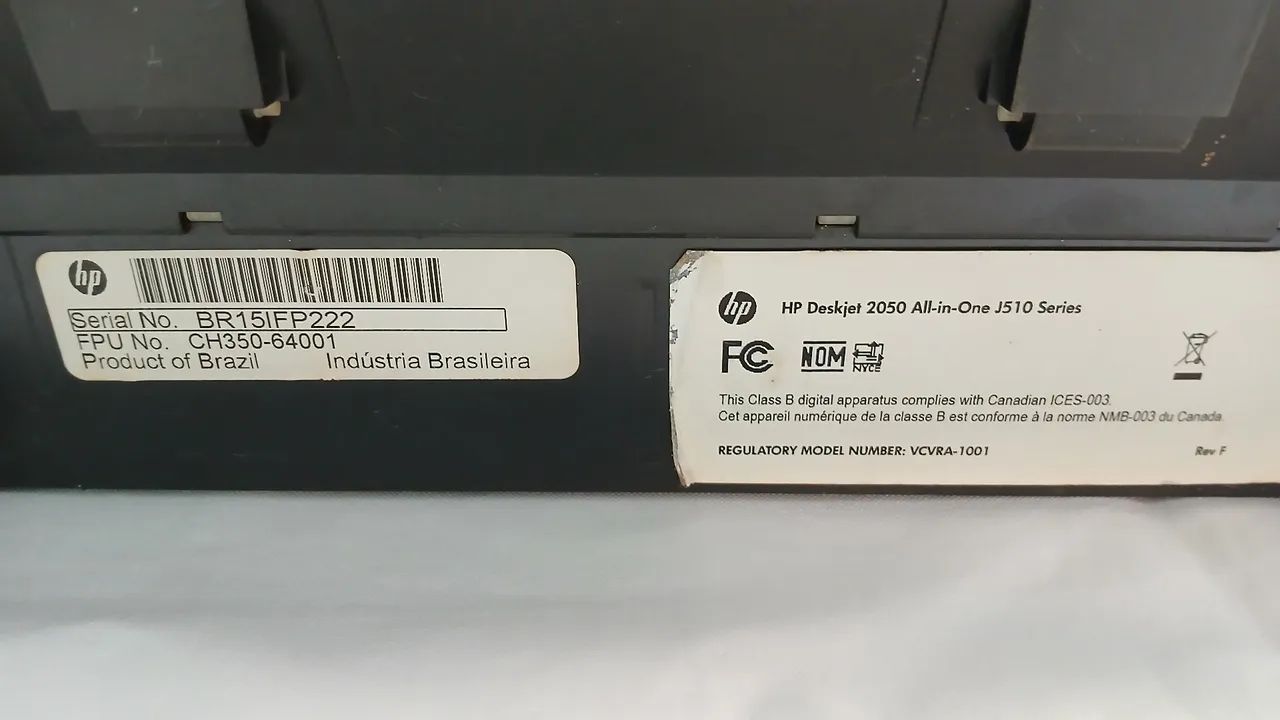 hp
Serial No. BR15IFP222
FPU No. CH350-64001
Product of Brazil Indústria Brasileira
hp HP Deskjet 2050 All-in-One J510 Series
FC NOM NYCE
This Class B digital apparatus complies with Canadian ICES-003.
Cet appareil numérique de la classe B est conforme à la norme NMB-003 du Canada.
REGULATORY MODEL NUMBER: VCVRA-1001 Rev F